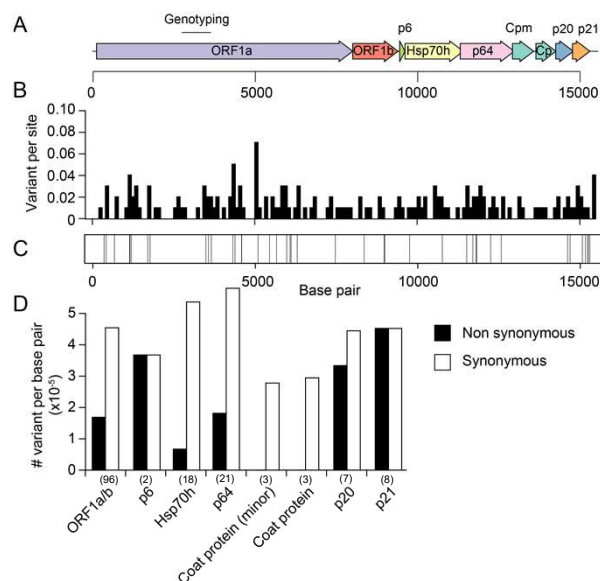 A
Genotyping
p6
Cpm
p20
p21
ORF1a
ORF1b
Hsp70h
p64
Cp
0
5000
10000
15000
B
Variant per site
0.10
0.08
0.06
0.04
0.02
0
C
0
5000
Base pair
10000
15000
D
# variant per base pair
(x10-5)
5
4
3
2
1
0
Non synonymous
Synonymous
(96)
(2)
(18)
(21)
(3)
(3)
(7)
(8)
ORF1a/b
p6
Hsp70h
p64
Coat protein (minor)
Coat protein
p20
p21